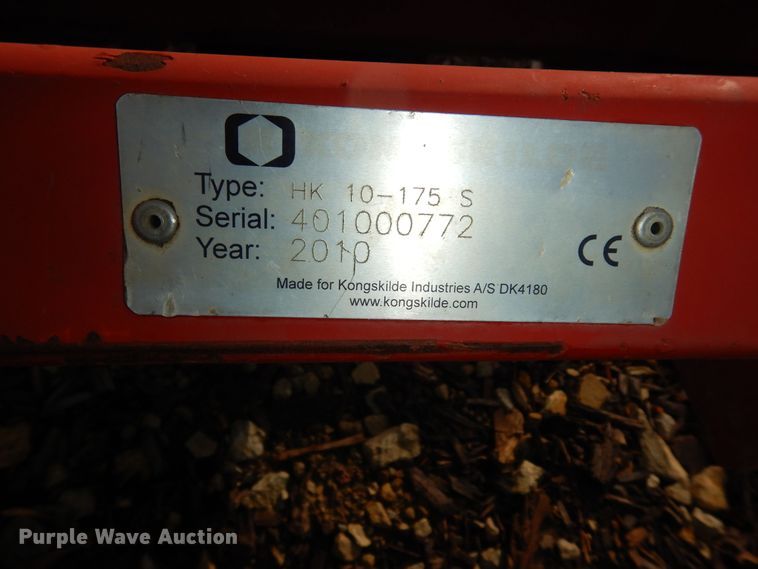 Type: HK 10-175 S
Serial: 401000772
Year: 2010
CE
Made for Kongskilde Industries A/S DK4180
www.kongskilde.com
Purple Wave Auction